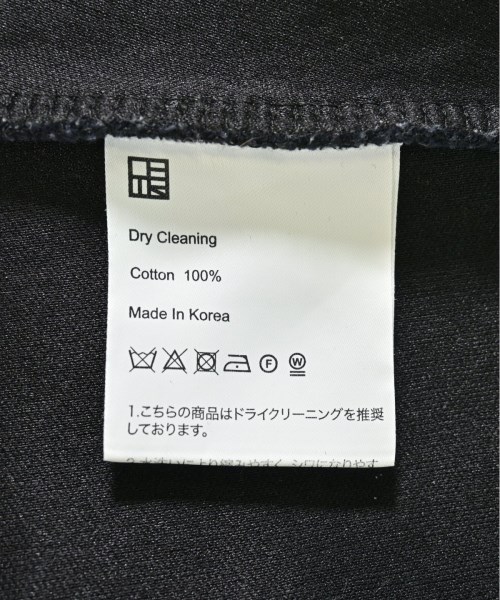 Dry Cleaning
Cotton 100%
Made In Korea
F W
1.こちらの商品はドライクリーニングを推奨
しております。